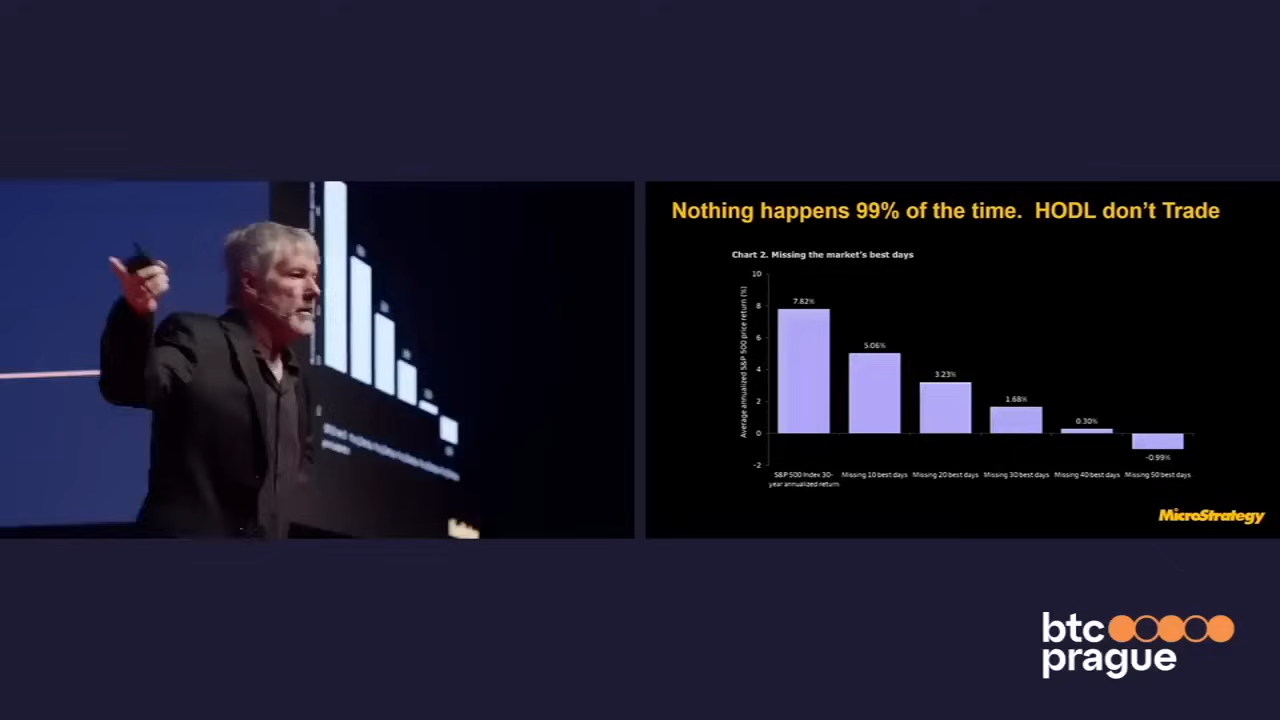 Nothing happens 99% of the time. HODL don't Trade
Chart 2. Missing the market's best days
Average annualized S&P 500 price return (%)
10
8
6
4
2
0
-2
7.82%
5.06%
3.23%
1.68%
0.30%
-0.99%
S&P 500 Index 30-
year annualized return
Missing 10 best days
Missing 20 best days
Missing 30 best days
Missing 40 best days
Missing 50 best days
MicroStrategy
btc
prague